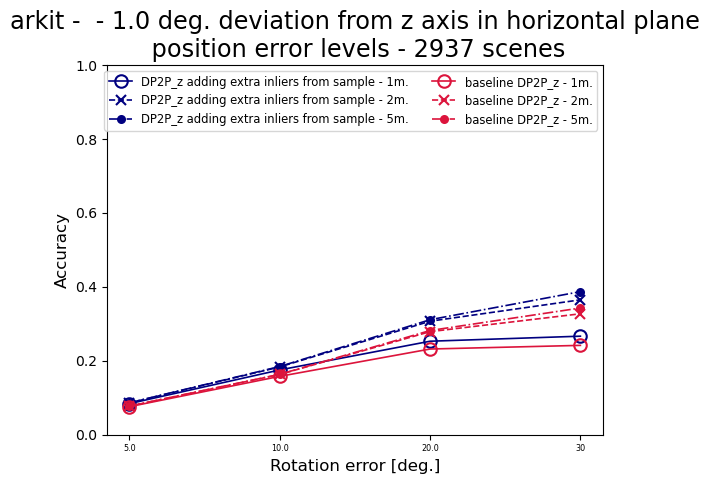 arkit -  - 1.0 deg. deviation from z axis in horizontal plane
position error levels - 2937 scenes
DP2P_z adding extra inliers from sample - 1m.
DP2P_z adding extra inliers from sample - 2m.
DP2P_z adding extra inliers from sample - 5m.
baseline DP2P_z - 1m.
baseline DP2P_z - 2m.
baseline DP2P_z - 5m.
Accuracy
1.0
0.8
0.6
0.4
0.2
0.0
5.0
10.0
20.0
30
Rotation error [deg.]